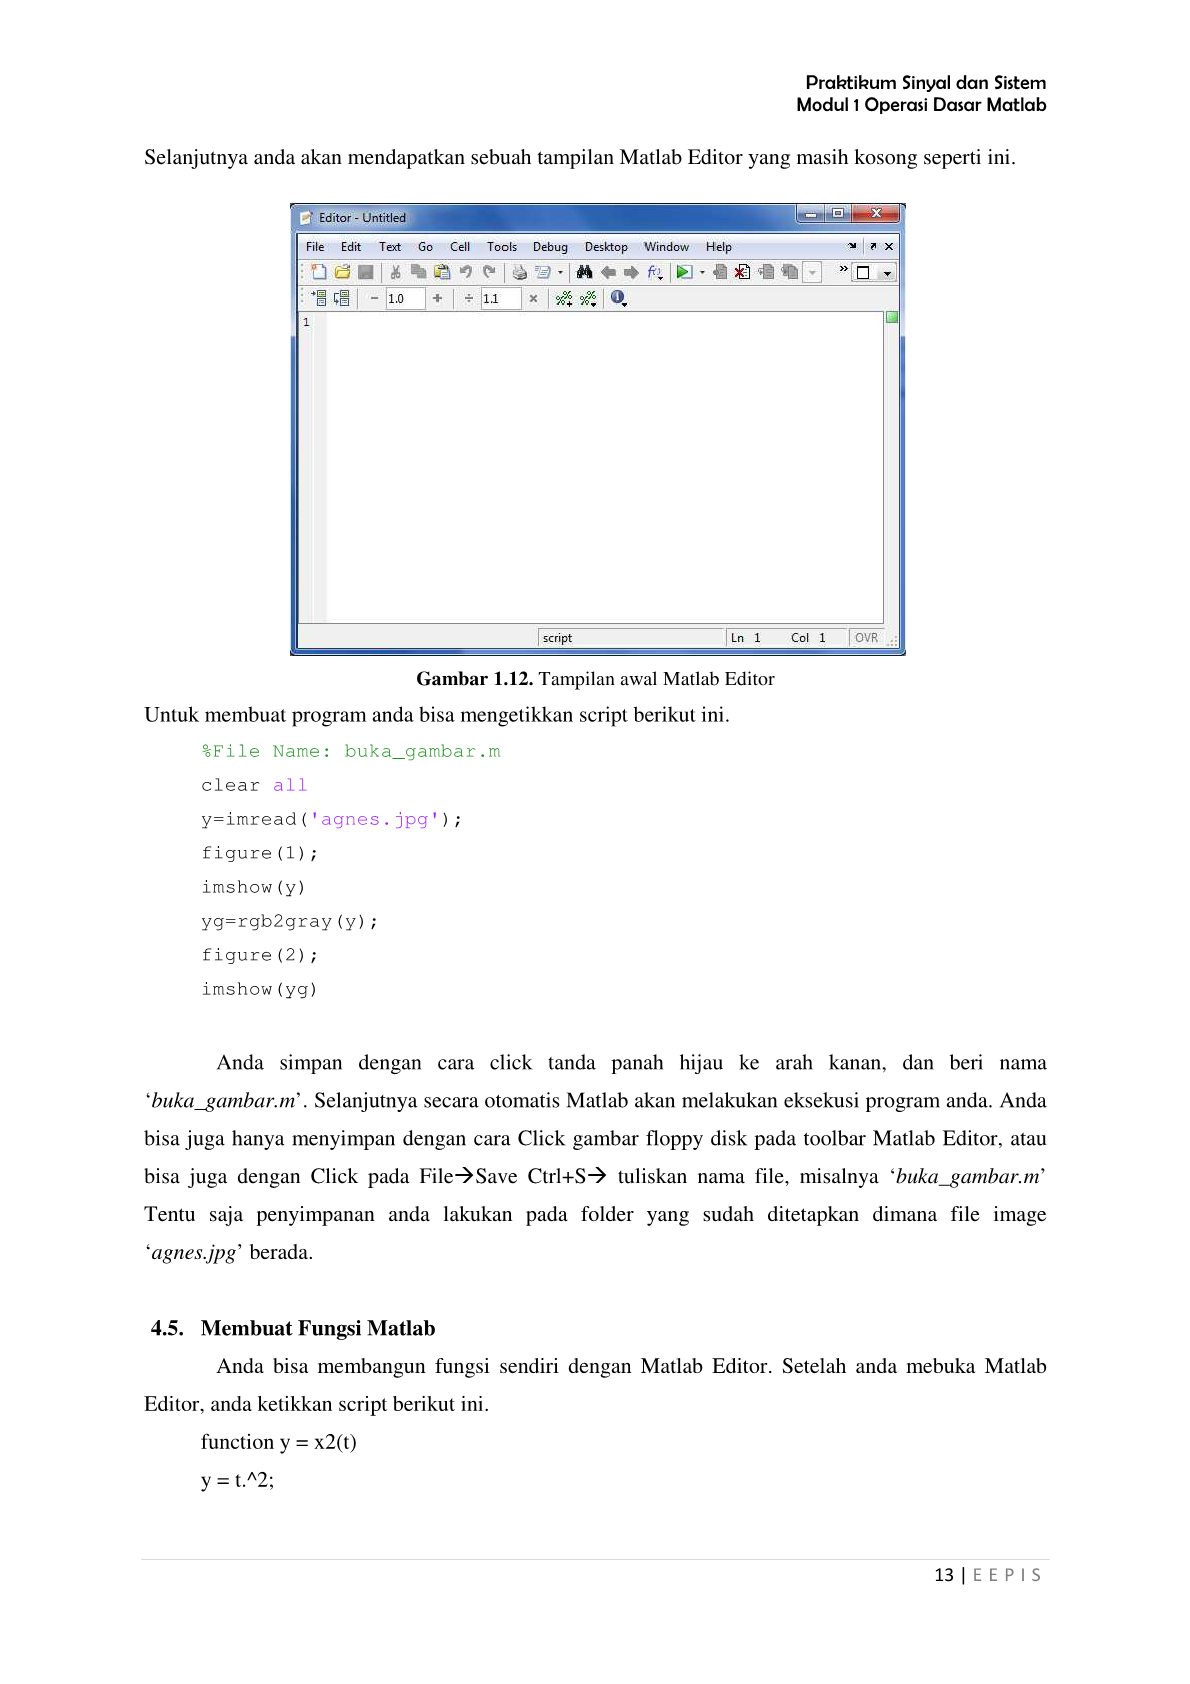 Praktikum Sinyal dan Sistem
Modul 1 Operasi Dasar Matlab
Selanjutnya anda akan mendapatkan sebuah tampilan Matlab Editor yang masih kosong seperti ini.
Editor - Untitled
File Edit Text Go Cell Tools Debug Desktop Window Help
− 1.0 + ÷ 1.1 ×
1
script Ln 1 Col 1 OVR
Gambar 1.12. Tampilan awal Matlab Editor
Untuk membuat program anda bisa mengetikkan script berikut ini.
%File Name: buka_gambar.m
clear all
y=imread('agnes.jpg');
figure(1);
imshow(y)
yg=rgb2gray(y);
figure(2);
imshow(yg)
Anda simpan dengan cara click tanda panah hijau ke arah kanan, dan beri nama
‘buka_gambar.m’. Selanjutnya secara otomatis Matlab akan melakukan eksekusi program anda. Anda
bisa juga hanya menyimpan dengan cara Click gambar floppy disk pada toolbar Matlab Editor, atau
bisa juga dengan Click pada File→Save Ctrl+S→ tuliskan nama file, misalnya ‘buka_gambar.m’
Tentu saja penyimpanan anda lakukan pada folder yang sudah ditetapkan dimana file image
‘agnes.jpg’ berada.
4.5. Membuat Fungsi Matlab
Anda bisa membangun fungsi sendiri dengan Matlab Editor. Setelah anda mebuka Matlab
Editor, anda ketikkan script berikut ini.
function y = x2(t)
y = t.^2;
13 | E E P I S